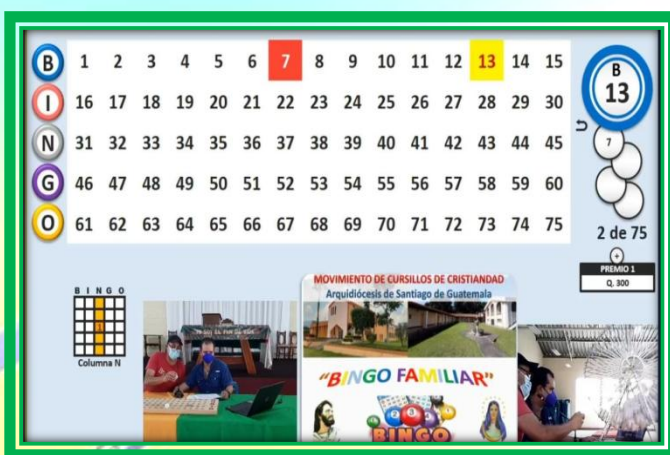 B 1 2 3 4 5 6 7 8 9 10 11 12 13 14 15
I 16 17 18 19 20 21 22 23 24 25 26 27 28 29 30
N 31 32 33 34 35 36 37 38 39 40 41 42 43 44 45
G 46 47 48 49 50 51 52 53 54 55 56 57 58 59 60
O 61 62 63 64 65 66 67 68 69 70 71 72 73 74 75
B
13
7
2 de 75
+
PREMIO 1
Q. 300
B I N G O
1
Columna N
MOVIMIENTO DE CURSILLOS DE CRISTIANDAD
Arquidiócesis de Santiago de Guatemala
"BINGO FAMILIAR"
BINGO